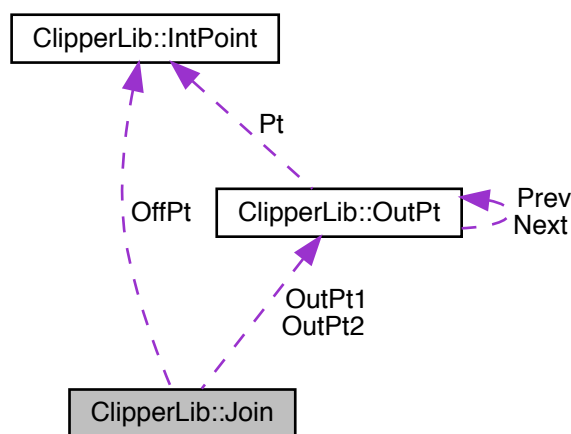 ClipperLib::IntPoint
Pt
ClipperLib::OutPt
Prev
Next
OffPt
OutPt1
OutPt2
ClipperLib::Join